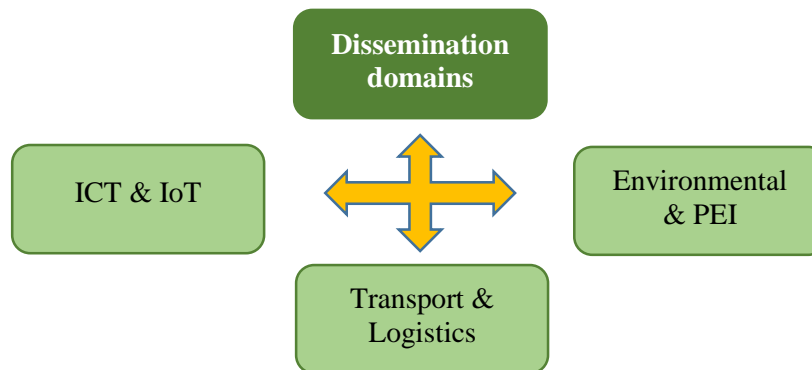 Dissemination
domains
ICT & IoT
Environmental
& PEI
Transport &
Logistics